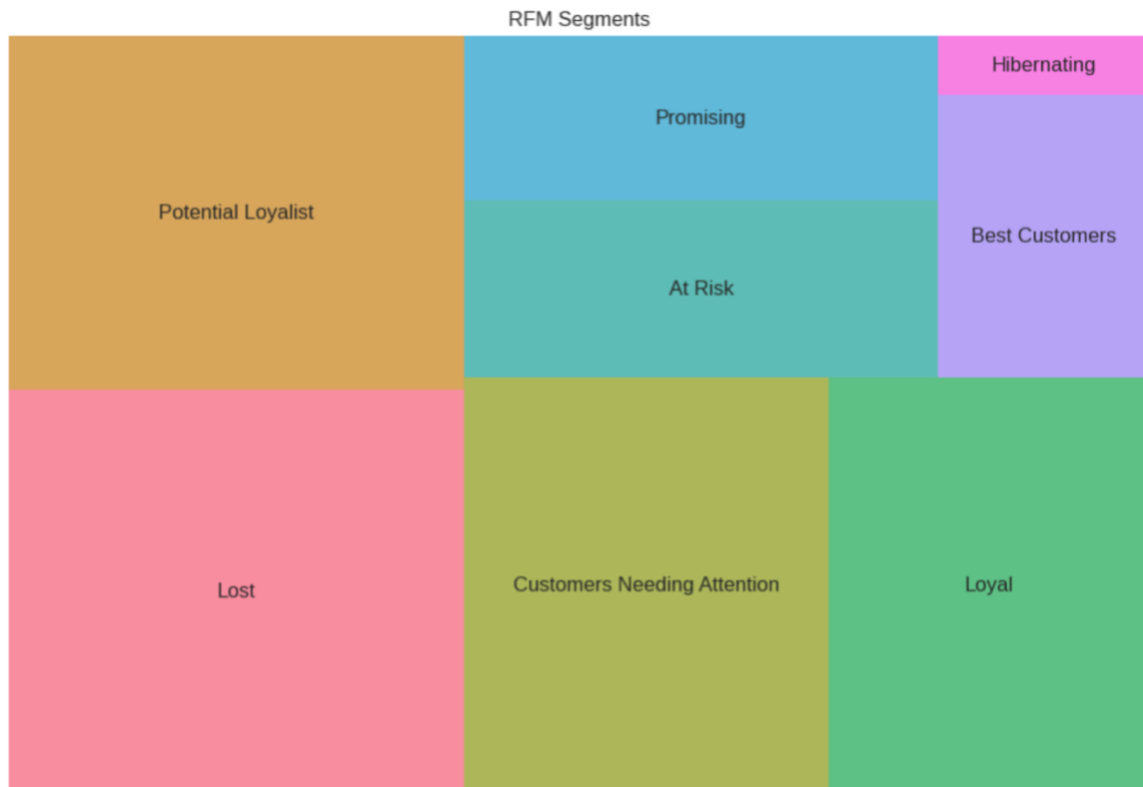 RFM Segments
Hibernating
Promising
Potential Loyalist
Best Customers
At Risk
Lost
Customers Needing Attention
Loyal